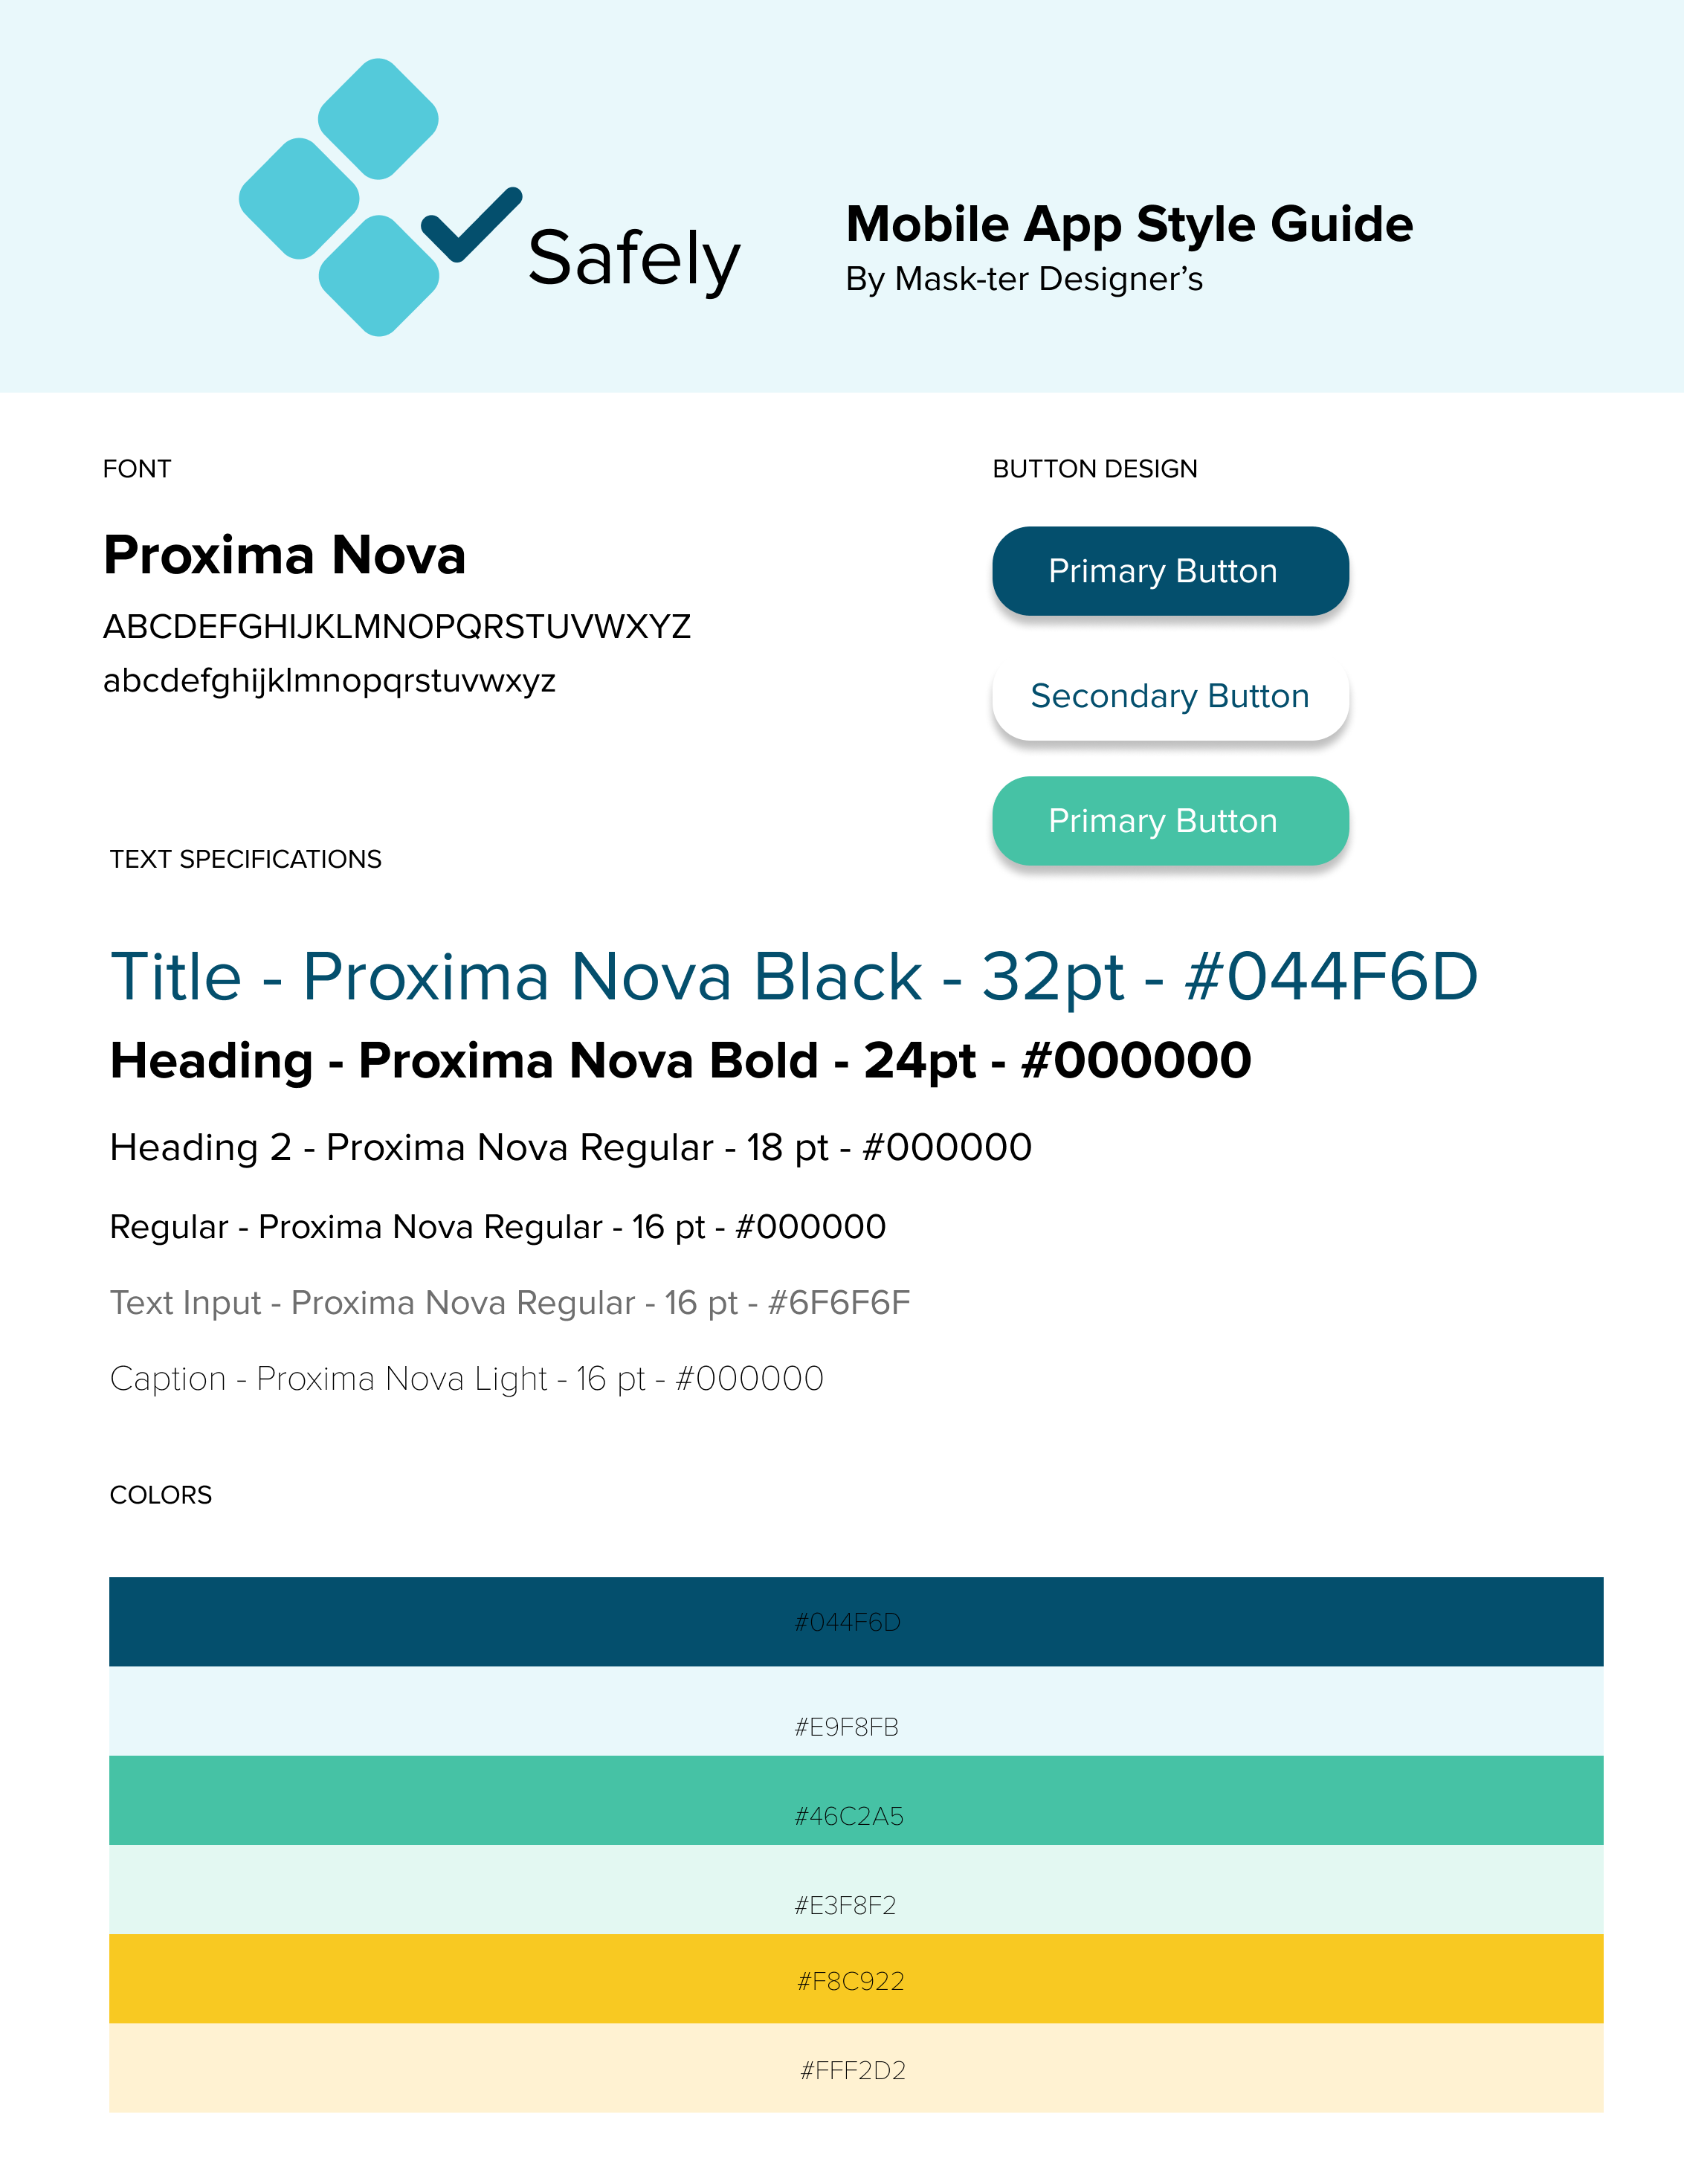 Safely
Mobile App Style Guide
By Mask-ter Designer’s
FONT
Proxima Nova
ABCDEFGHIJKLMNOPQRSTUVWXYZ
abcdefghijklmnopqrstuvwxyz
BUTTON DESIGN
Primary Button
Secondary Button
Primary Button
TEXT SPECIFICATIONS
Title - Proxima Nova Black - 32pt - #044F6D
Heading - Proxima Nova Bold - 24pt - #000000
Heading 2 - Proxima Nova Regular - 18 pt - #000000
Regular - Proxima Nova Regular - 16 pt - #000000
Text Input - Proxima Nova Regular - 16 pt - #6F6F6F
Caption - Proxima Nova Light - 16 pt - #000000
COLORS
#044F6D
#E9F8FB
#46C2A5
#E3F8F2
#F8C922
#FFF2D2